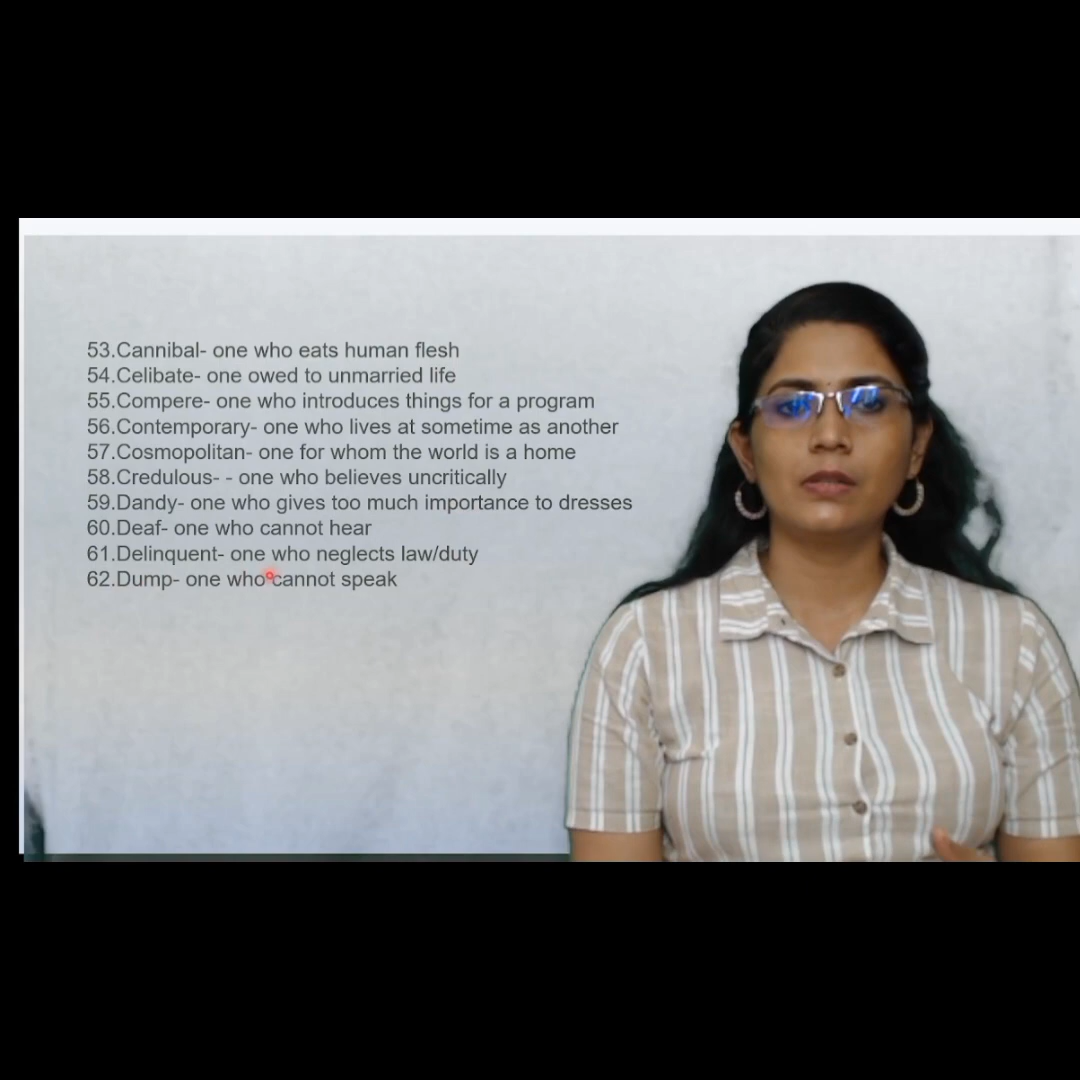 53.Cannibal- one who eats human flesh
54.Celibate- one owed to unmarried life
55.Compere- one who introduces things for a program
56.Contemporary- one who lives at sometime as another
57.Cosmopolitan- one for whom the world is a home
58.Credulous- - one who believes uncritically
59.Dandy- one who gives too much importance to dresses
60.Deaf- one who cannot hear
61.Delinquent- one who neglects law/duty
62.Dump- one who cannot speak